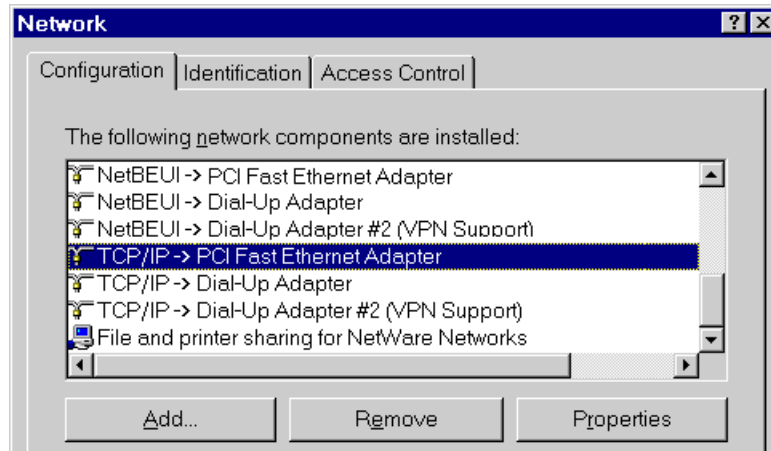 Network
Configuration Identification Access Control
The following network components are installed:
NetBEUI -> PCI Fast Ethernet Adapter
NetBEUI -> Dial-Up Adapter
NetBEUI -> Dial-Up Adapter #2 (VPN Support)
TCP/IP -> PCI Fast Ethernet Adapter
TCP/IP -> Dial-Up Adapter
TCP/IP -> Dial-Up Adapter #2 (VPN Support)
File and printer sharing for NetWare Networks
Add... Remove Properties